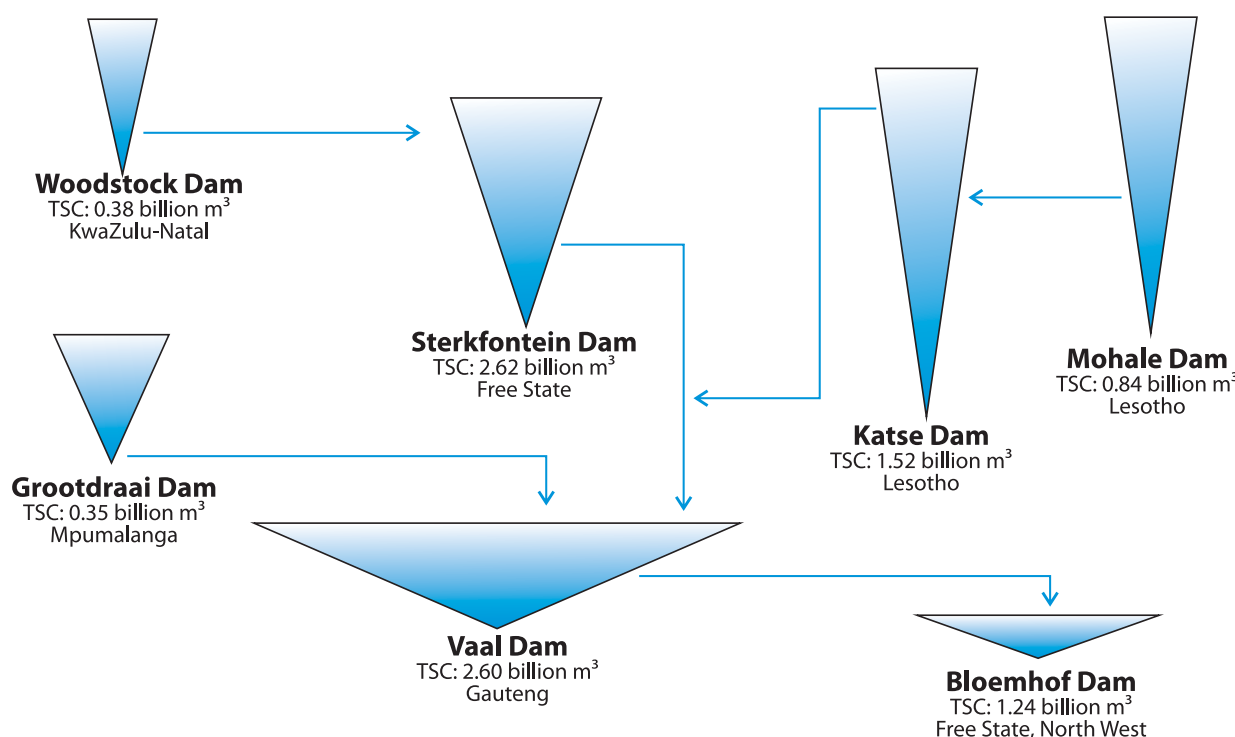 Woodstock Dam
TSC: 0.38 billion m³
KwaZulu-Natal
Sterkfontein Dam
TSC: 2.62 billion m³
Free State
Mohale Dam
TSC: 0.84 billion m³
Lesotho
Katse Dam
TSC: 1.52 billion m³
Lesotho
Grootdraai Dam
TSC: 0.35 billion m³
Mpumalanga
Vaal Dam
TSC: 2.60 billion m³
Gauteng
Bloemhof Dam
TSC: 1.24 billion m³
Free State, North West